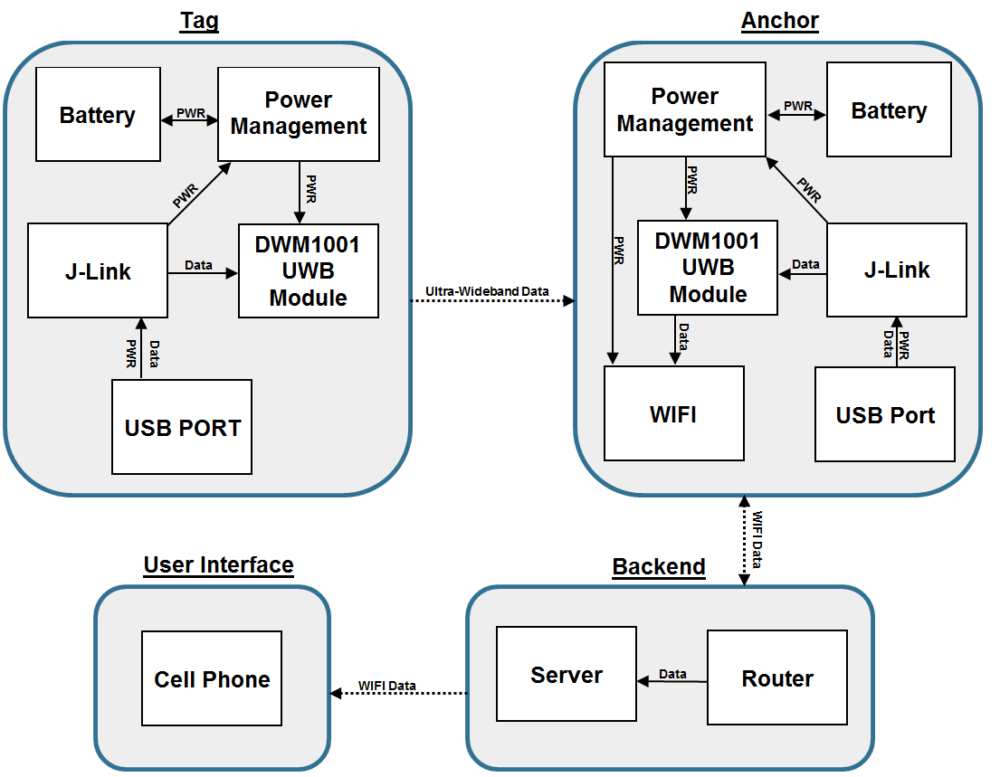 Tag
Battery
PWR
Power
Management
PWR
PWR
J-Link
Data
DWM1001
UWB
Module
PWR
Data
USB PORT
Ultra-Wideband Data
Anchor
Power
Management
PWR
Battery
PWR
PWR
PWR
DWM1001
UWB
Module
Data
J-Link
Data
PWR
Data
WIFI
USB Port
WIFI Data
User Interface
Cell Phone
WIFI Data
Backend
Server
Data
Router